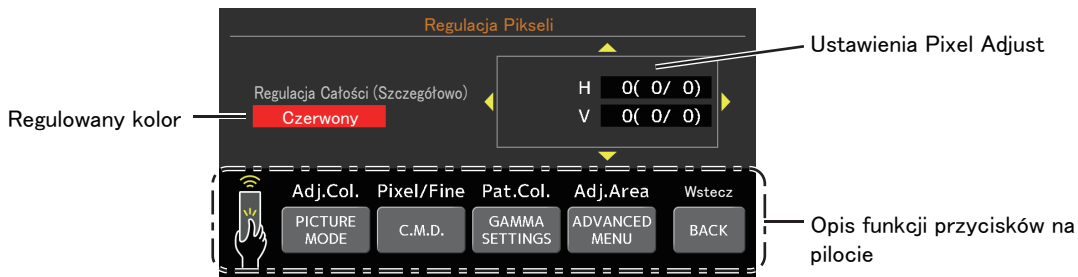 Regulacja Pikseli
Ustawienia Pixel Adjust
Regulacja Całości (Szczegółowo)
Regulowany kolor
Czerwony
H 0( 0/ 0)
V 0( 0/ 0)
Adj.Col. Pixel/Fine Pat.Col. Adj.Area Wstecz
PICTURE MODE
C.M.D.
GAMMA SETTINGS
ADVANCED MENU
BACK
Opis funkcji przycisków na
pilocie